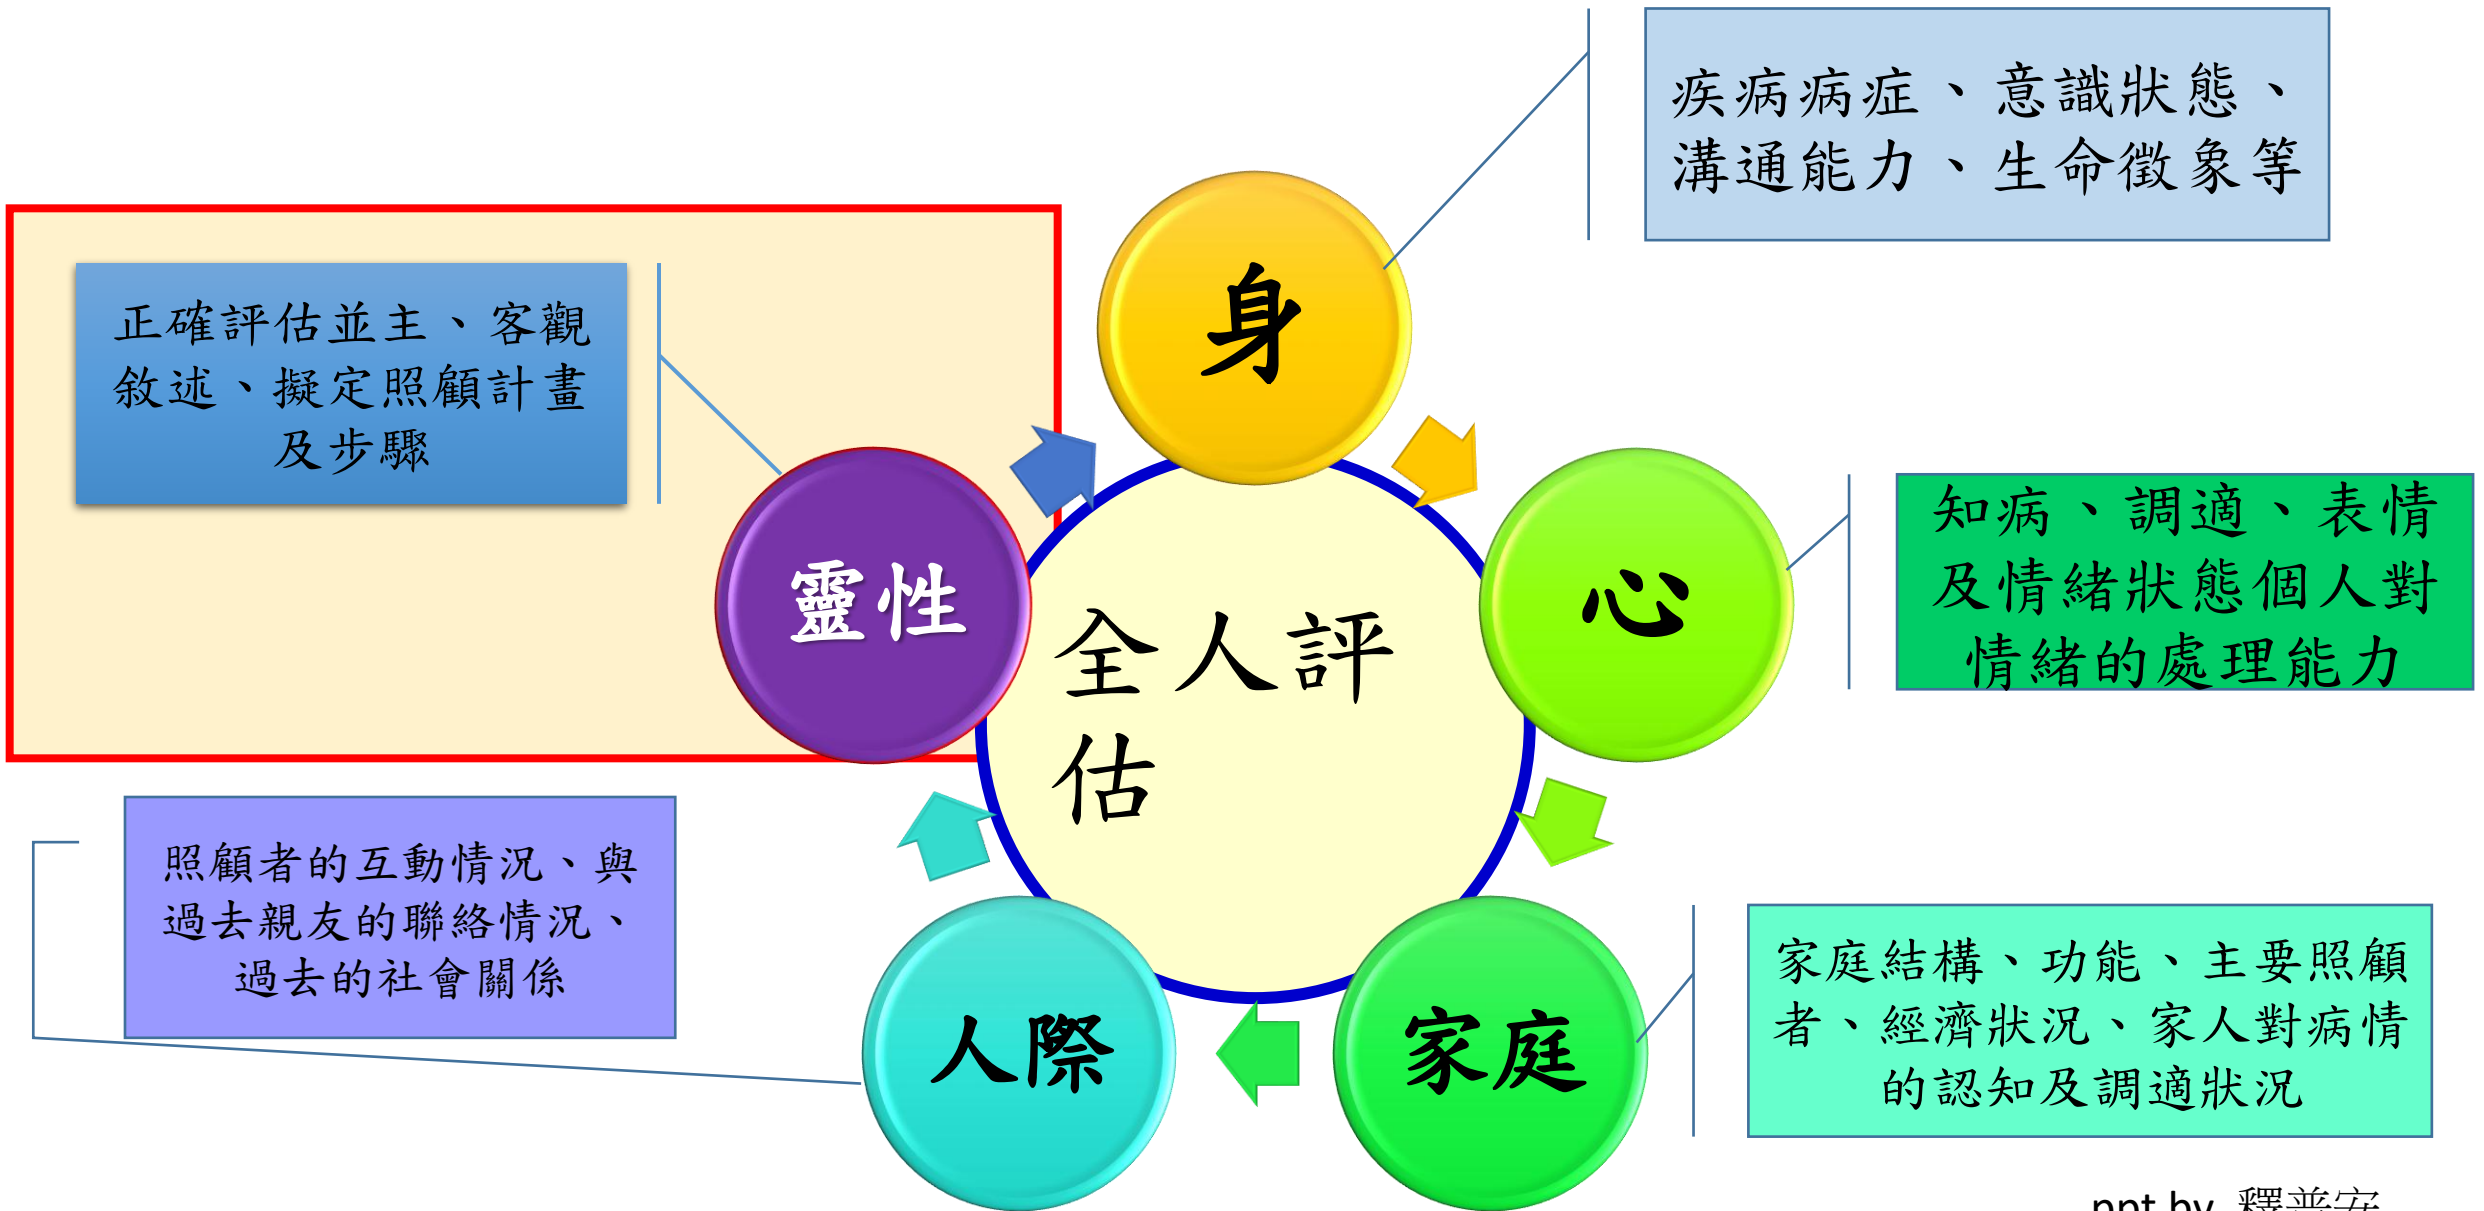 疾病病症、意識狀態、
溝通能力、生命徵象等
身
正確評估並主、客觀
敘述、擬定照顧計畫
及步驟
靈性
心
知病、調適、表情
及情緒狀態個人對
情緒的處理能力
全人評
估
照顧者的互動情況、與
過去親友的聯絡情況、
過去的社會關係
人際
家庭
家庭結構、功能、主要照顧
者、經濟狀況、家人對病情
的認知及調適狀況
ppt by 釋普安